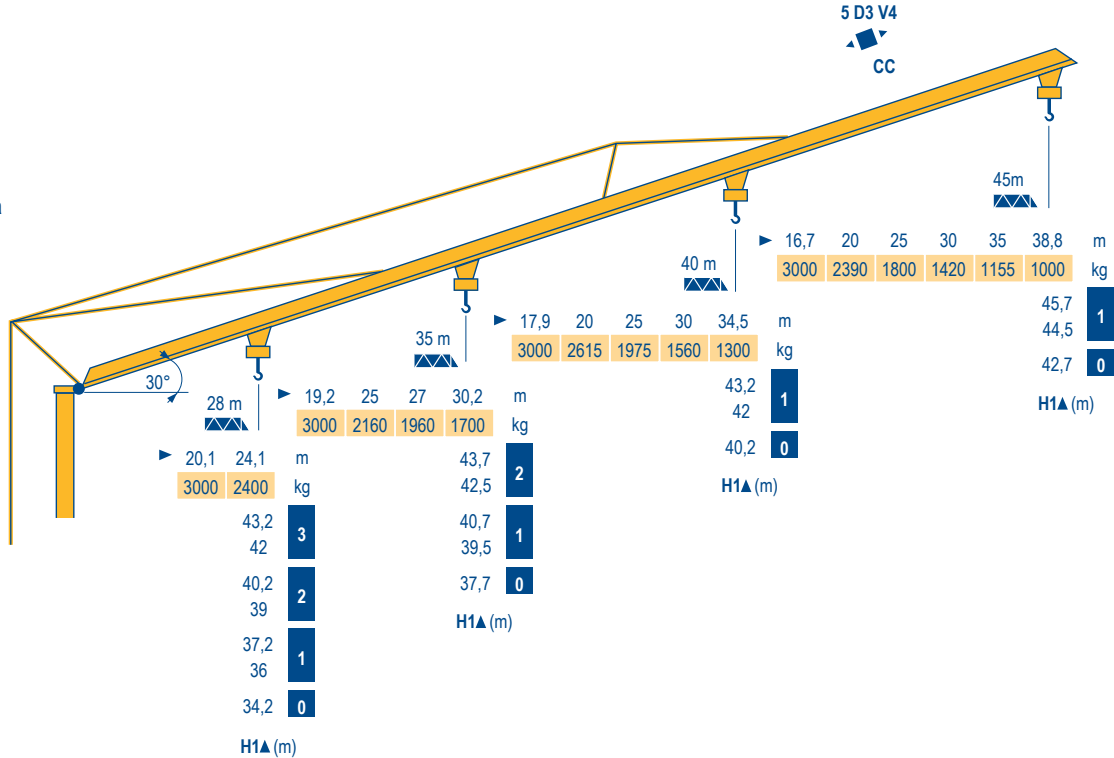 5 D3 V4
CC
45m
► 16,7 20 25 30 35 38,8 m
3000 2390 1800 1420 1155 1000 kg
45,7
44,5
1
42,7 0
H1▲ (m)
40 m
► 17,9 20 25 30 34,5 m
3000 2615 1975 1560 1300 kg
43,2
42
1
40,2 0
H1▲ (m)
35 m
► 19,2 25 27 30,2 m
3000 2160 1960 1700 kg
43,7
42,5
2
40,7
39,5
1
37,7 0
H1▲ (m)
30°
28 m
► 20,1 24,1 m
3000 2400 kg
43,2
42
3
40,2
39
2
37,2
36
1
34,2 0
H1▲ (m)